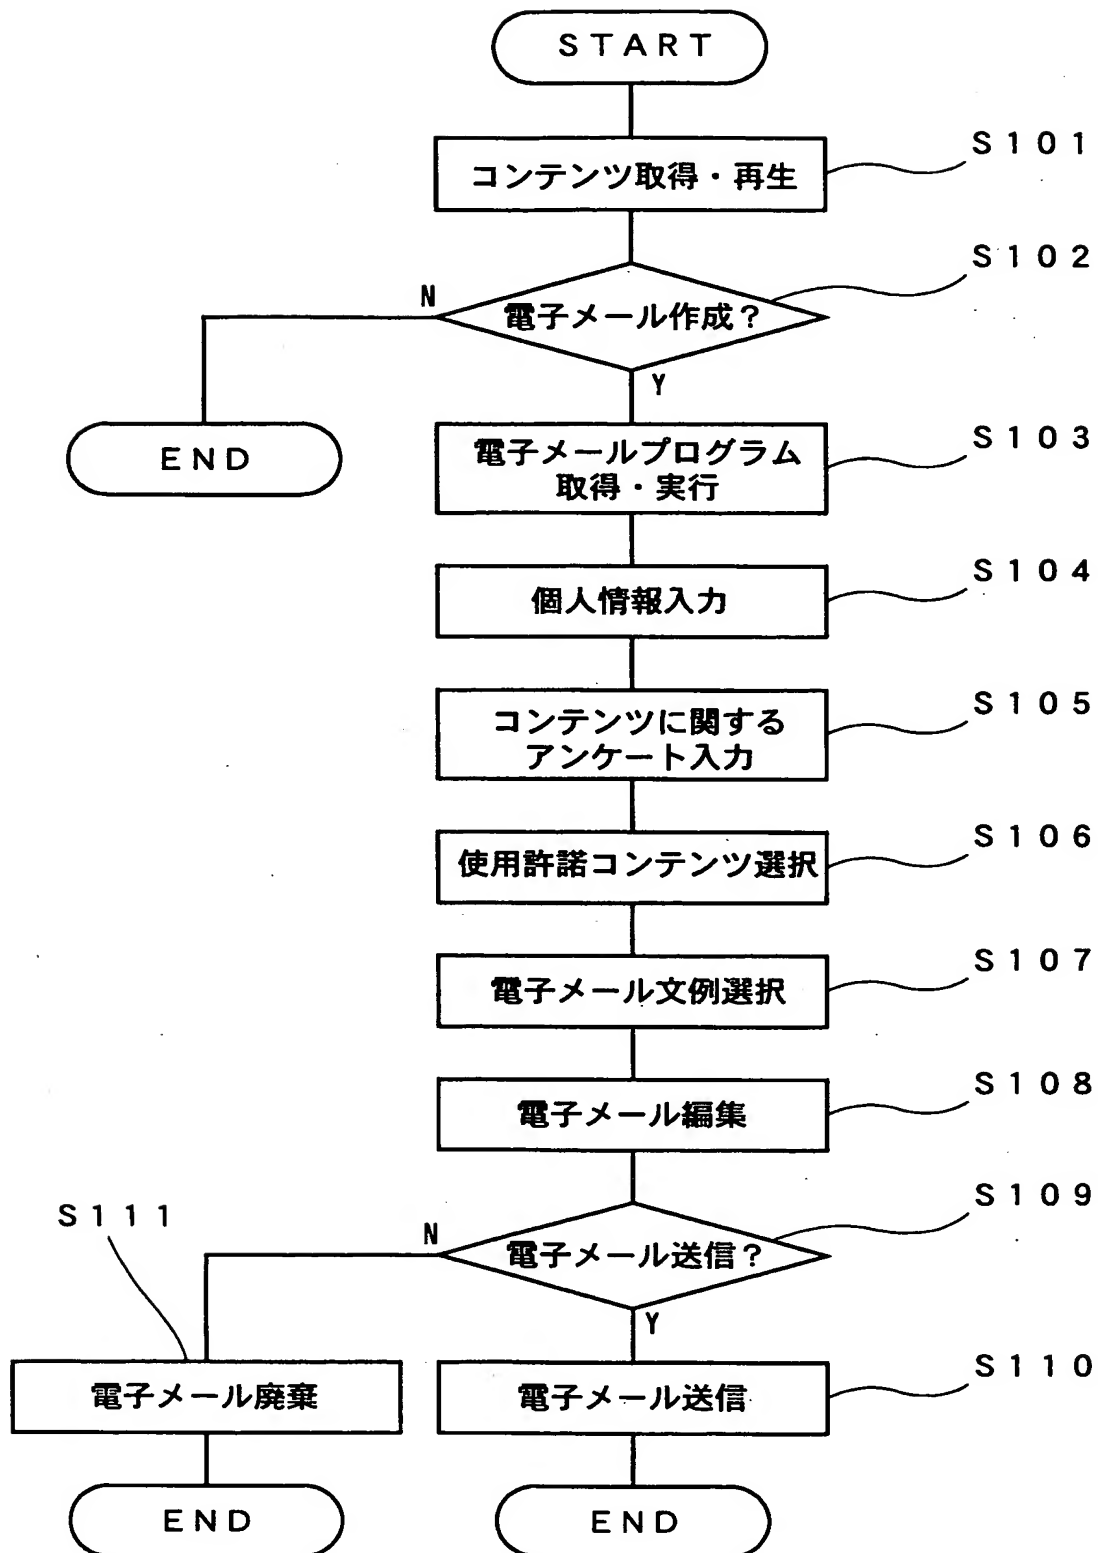 START
S101
コンテンツ取得・再生
S102
N
電子メール作成？
Y
END
S103
電子メールプログラム
取得・実行
S104
個人情報入力
S105
コンテンツに関する
アンケート入力
S106
使用許諾コンテンツ選択
S107
電子メール文例選択
S108
電子メール編集
S109
S111
N
電子メール送信？
Y
S110
電子メール廃棄
電子メール送信
END
END